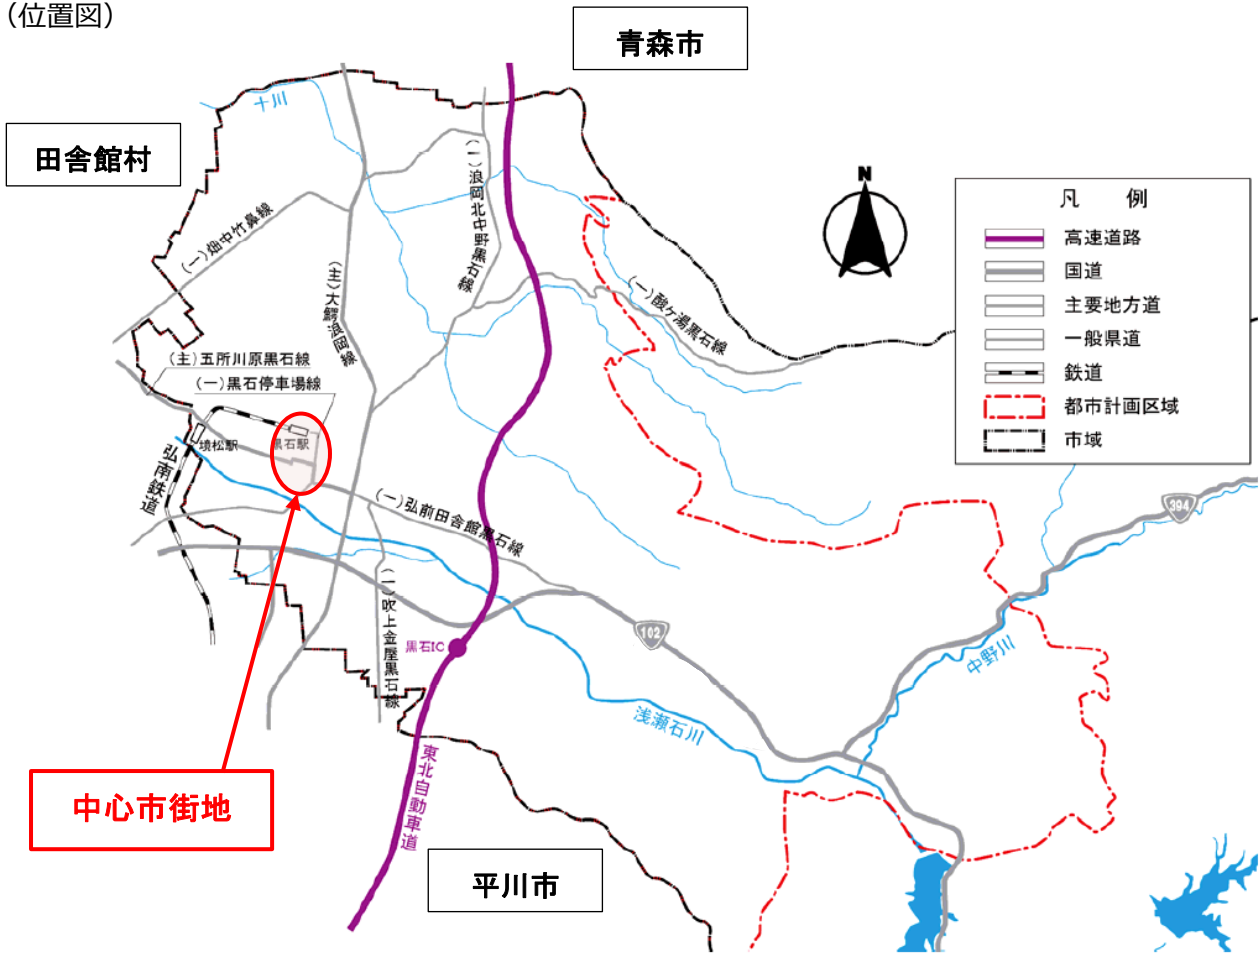 （位置図）
青森市
田舎館村
十川
(一)畑中竹鼻線
(主)大鰐浪岡線
(一)浪岡北中野黒石線
(一)酸ケ湯黒石線
N
凡例
高速道路
国道
主要地方道
一般県道
鉄道
都市計画区域
市域
(主)五所川原黒石線
(一)黒石停車場線
境松駅
黒石駅
弘南鉄道
(一)弘前田舎館黒石線
(一)吹上金屋黒石線
黒石IC
102
394
中野川
浅瀬石川
東北自動車道
中心市街地
平川市